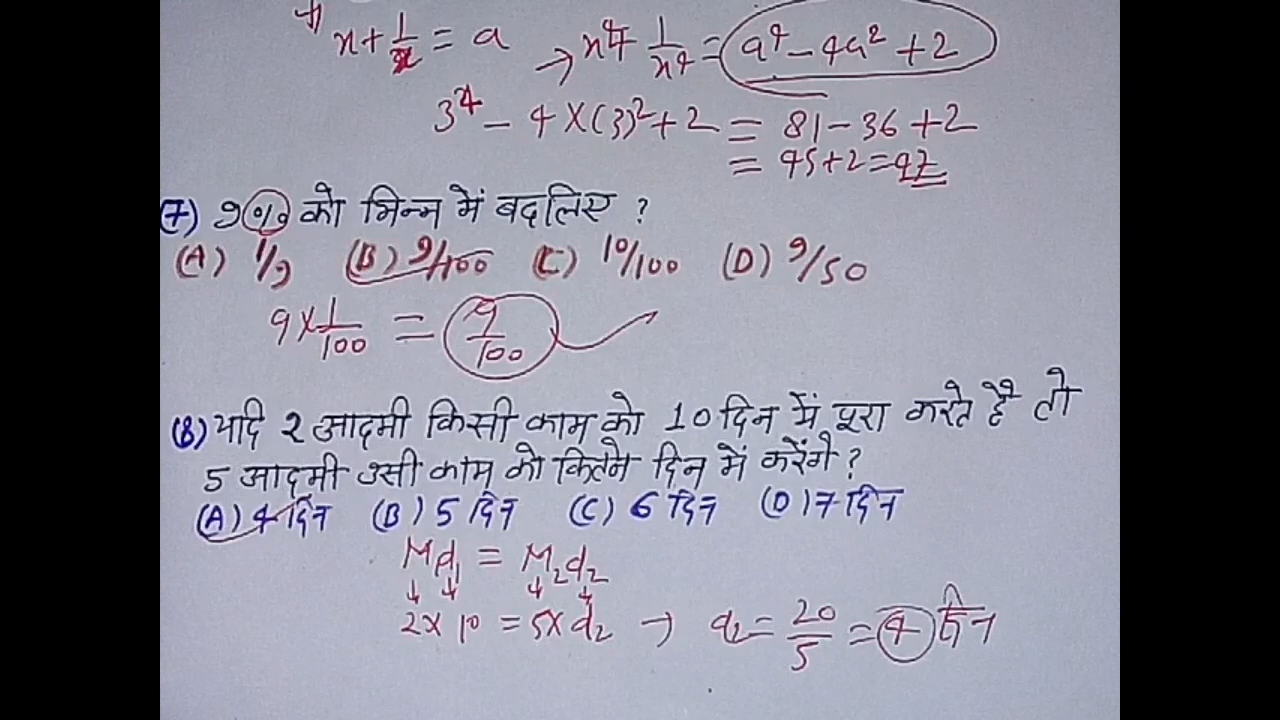 x + 1/x = a → x⁴ + 1/x⁴ = a⁴ – 4a² + 2
3⁴ – 4 × (3)² + 2 = 81 – 36 + 2
= 45 + 2 = 47
(7) 9% को भिन्न में बदलिए ?
(A) 1/9 (B) 9/100 (C) 10/100 (D) 9/50
9 × 1/100 = 9/100
(8) यदि 2 आदमी किसी काम को 10 दिन में पूरा करते है तो
5 आदमी उसी काम को कितने दिन में करेंगे ?
(A) 4 दिन (B) 5 दिन (C) 6 दिन (D) 7 दिन
M₁d₁ = M₂d₂
2 × 10 = 5 × d₂ → d₂ = 20/5 = 4 दिन